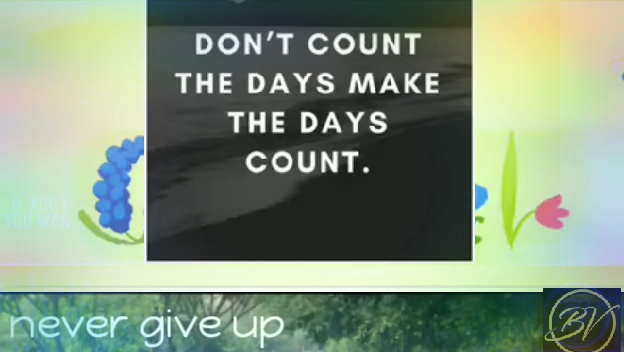 DON'T COUNT
THE DAYS MAKE
THE DAYS
COUNT.
never give up
BV